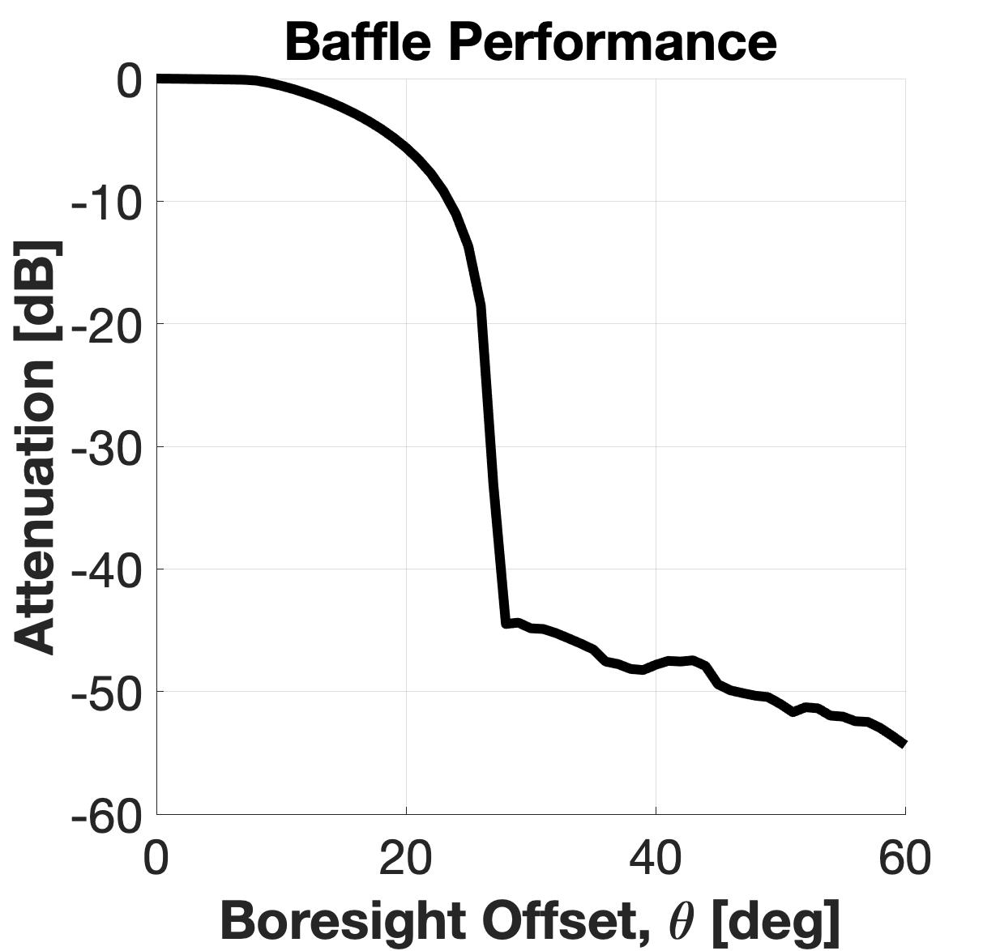 Baffle Performance
0
-10
-20
-30
-40
-50
-60
Attenuation [dB]
0 20 40 60
Boresight Offset, θ [deg]